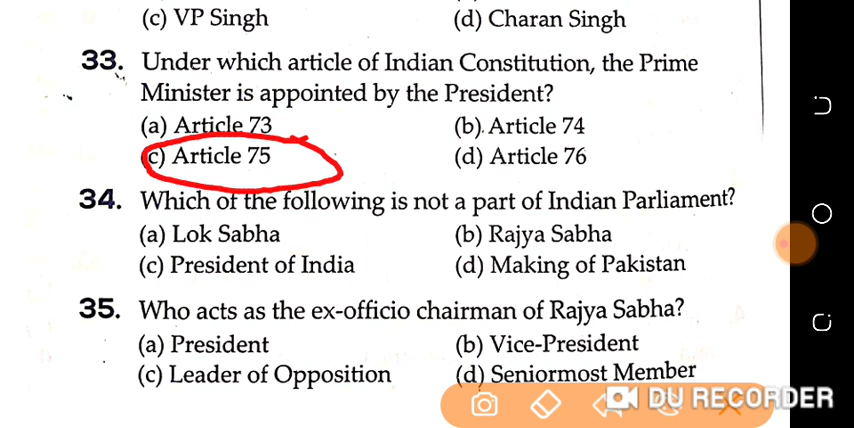 (c) VP Singh (d) Charan Singh
33. Under which article of Indian Constitution, the Prime
Minister is appointed by the President?
(a) Article 73 (b) Article 74
(c) Article 75 (d) Article 76
34. Which of the following is not a part of Indian Parliament?
(a) Lok Sabha (b) Rajya Sabha
(c) President of India (d) Making of Pakistan
35. Who acts as the ex-officio chairman of Rajya Sabha?
(a) President (b) Vice-President
(c) Leader of Opposition (d) Seniormost Member
DU RECORDER